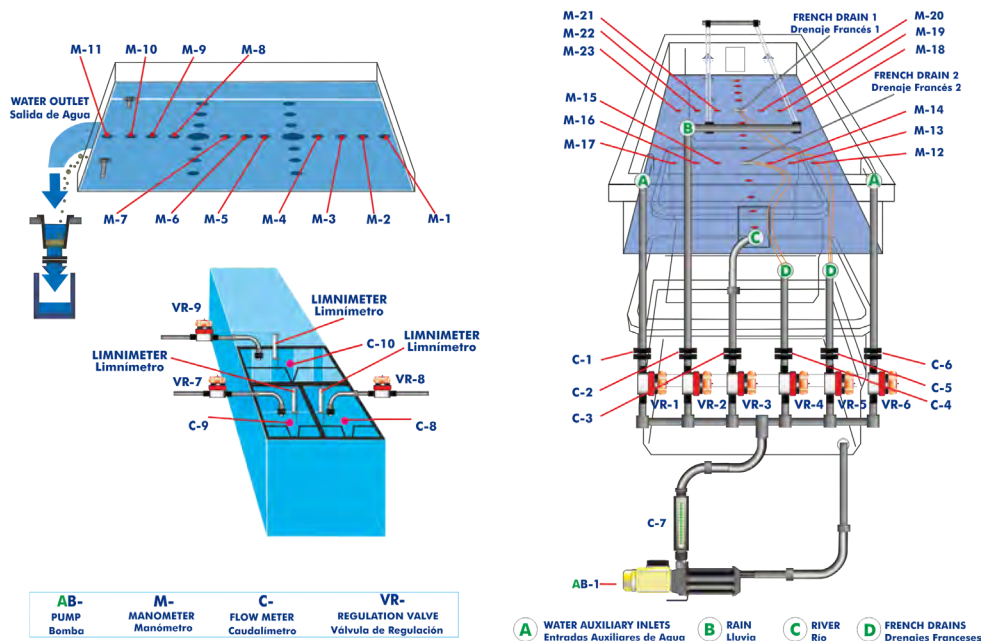 M-11
M-10
M-9
M-8
WATER OUTLET
Salida de Agua
M-7
M-6
M-5
M-4
M-3
M-2
M-1
VR-9
LIMNIMETER
Limnímetro
C-10
LIMNIMETER
Limnímetro
LIMNIMETER
Limnímetro
VR-7
VR-8
C-9
C-8
M-21
M-22
M-23
FRENCH DRAIN 1
Drenaje Francés 1
M-20
M-19
M-18
FRENCH DRAIN 2
Drenaje Francés 2
M-15
M-16
M-17
M-14
M-13
M-12
B
A
A
C
D
D
C-1
C-2
C-3
C-6
C-5
C-4
VR-1
VR-2
VR-3
VR-4
VR-5
VR-6
C-7
AB-1
AB-
PUMP
Bomba
M-
MANOMETER
Manómetro
C-
FLOW METER
Caudalímetro
VR-
REGULATION VALVE
Válvula de Regulación
A WATER AUXILIARY INLETS
Entradas Auxiliares de Agua
B RAIN
Lluvia
C RIVER
Río
D FRENCH DRAINS
Drenajes Franceses